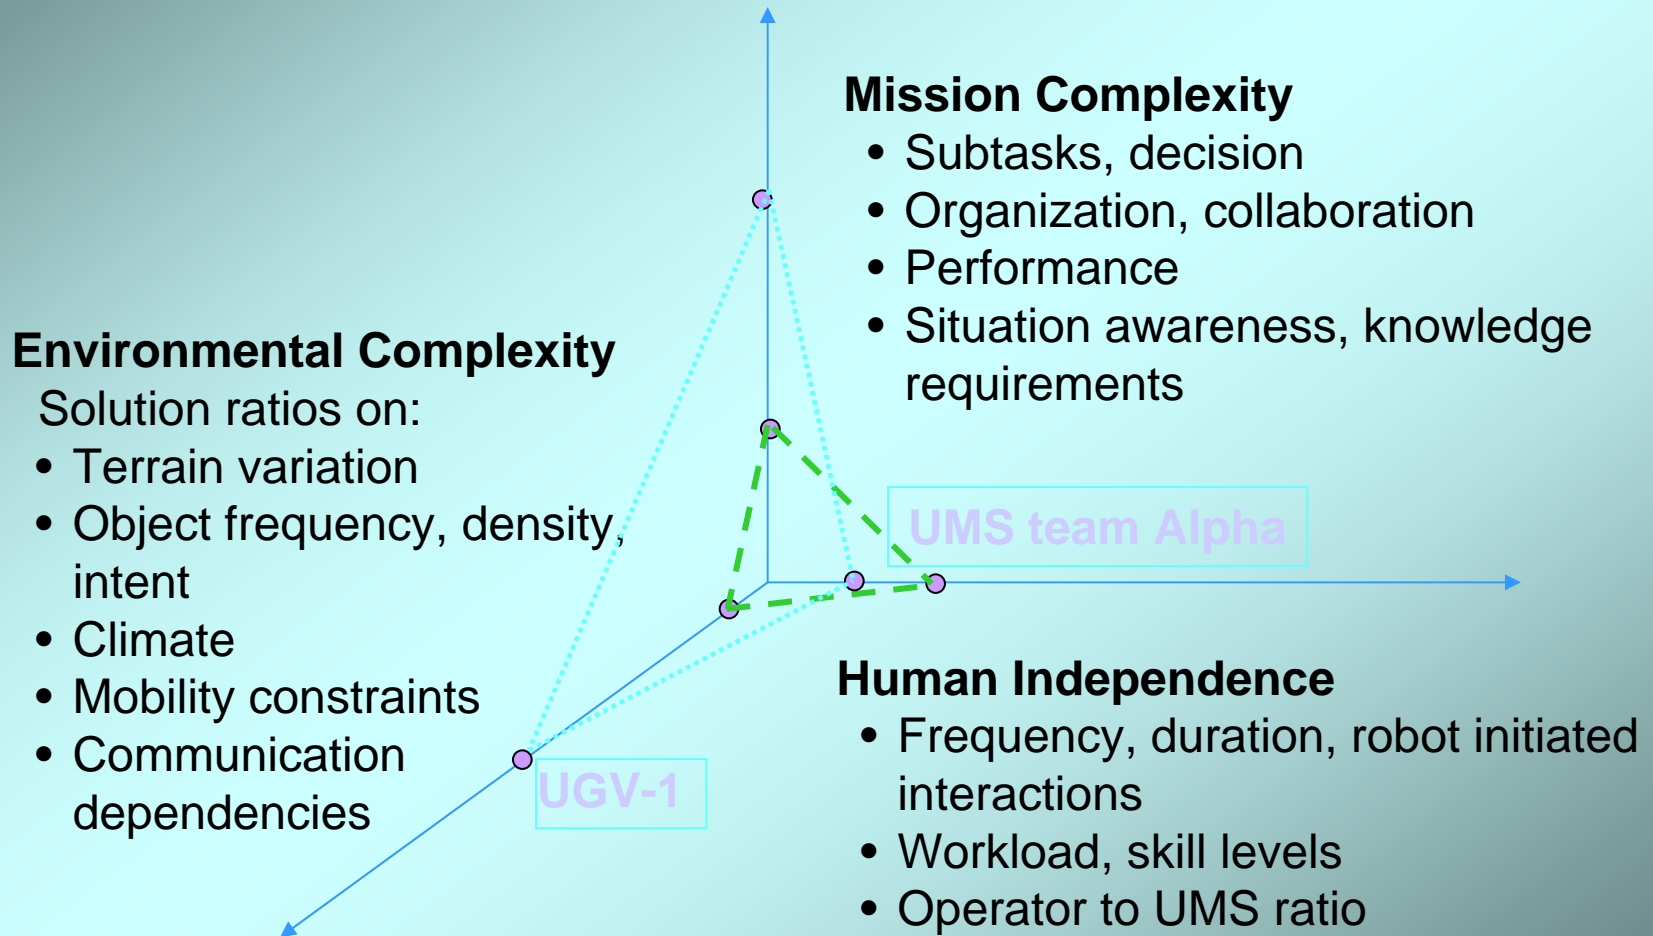 Mission Complexity
• Subtasks, decision
• Organization, collaboration
• Performance
• Situation awareness, knowledge
requirements
Environmental Complexity
Solution ratios on:
• Terrain variation
• Object frequency, density,
intent
• Climate
• Mobility constraints
• Communication
dependencies
UMS team Alpha
UGV-1
Human Independence
• Frequency, duration, robot initiated
interactions
• Workload, skill levels
• Operator to UMS ratio